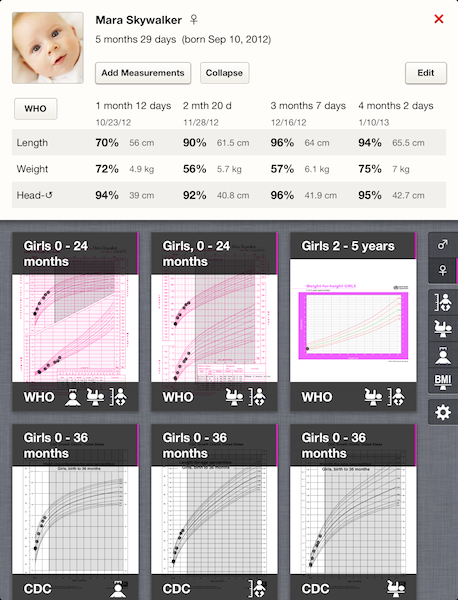 Mara Skywalker ♀
5 months 29 days (born Sep 10, 2012)
Add Measurements Collapse Edit
WHO 1 month 12 days 2 mth 20 d 3 months 7 days 4 months 2 days
10/23/12 11/28/12 12/16/12 1/10/13
Length 70% 56 cm 90% 61.5 cm 96% 64 cm 94% 65.5 cm
Weight 72% 4.9 kg 56% 5.7 kg 57% 6.1 kg 75% 7 kg
Head-↺ 94% 39 cm 92% 40.8 cm 96% 41.9 cm 95% 42.7 cm
Girls 0 - 24
months
WHO
Girls, 0 - 24
months
WHO
Girls 2 - 5 years
Weight-for-height GIRLS
WHO
♂
♀
BMI
Girls 0 - 36
months
Girls, birth to 36 months
CDC
Girls 0 - 36
months
Girls, birth to 36 months
CDC
Girls 0 - 36
months
Girls, birth to 36 months
CDC